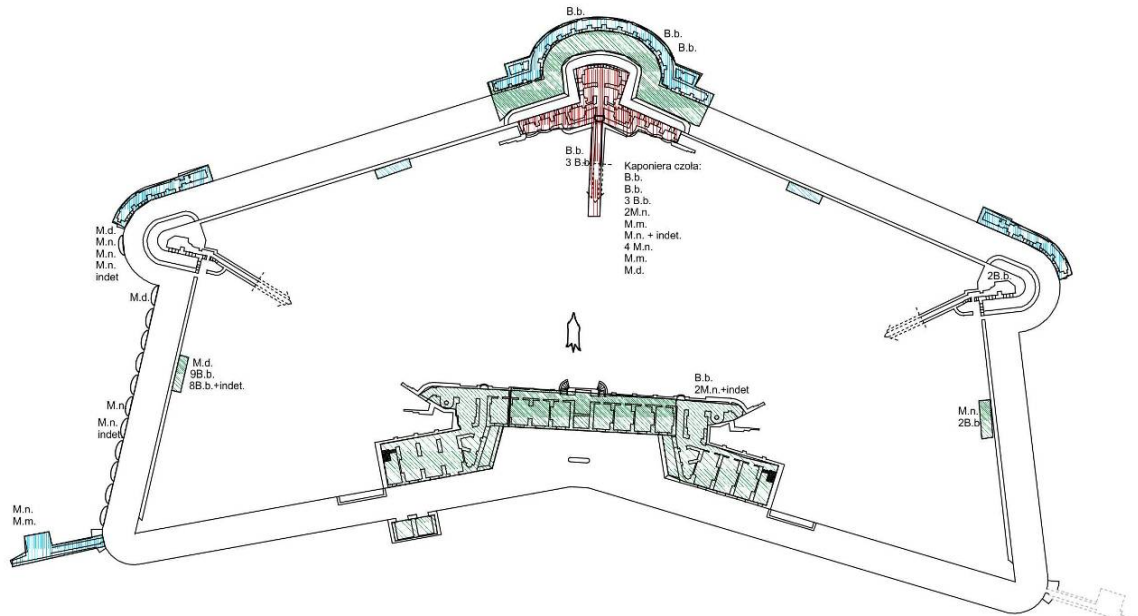 B.b.
B.b.
B.b.
B.b.
3 B.b.
Kaponiera czoła:
B.b.
B.b.
3 B.b.
2M.n.
M.m.
M.n. + indet.
4 M.n.
M.m.
M.d.
M.d.
M.n.
M.n.
M.n.
indet
M.d.
2B.b.
M.d.
9B.b.
8B.b.+indet.
B.b.
2M.n.+indet
M.n
M.n.
indet
M.n.
2B.b
M.n.
M.m.